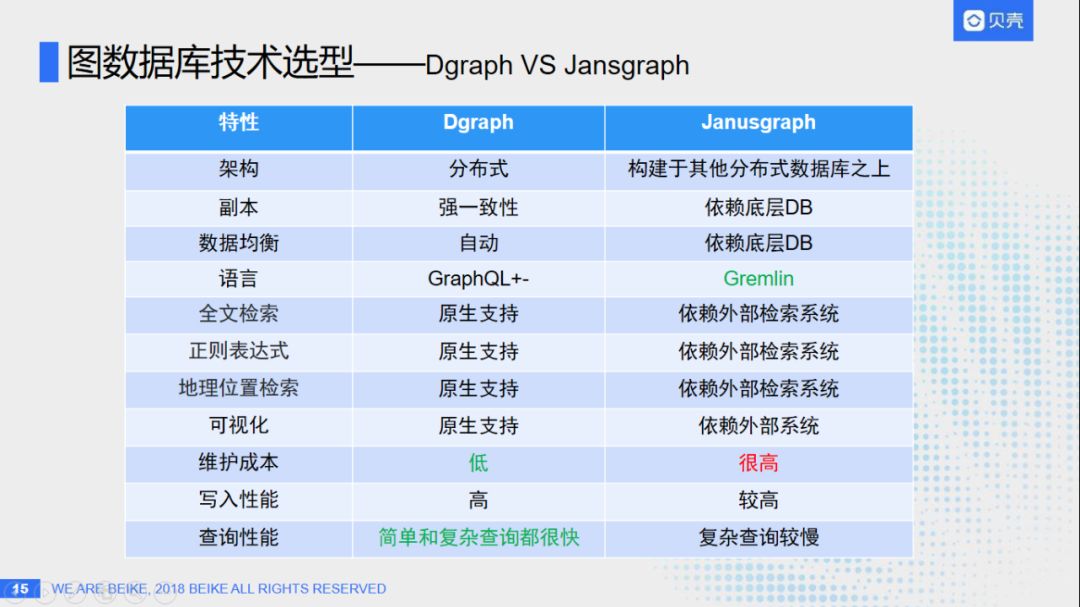 贝壳
图数据库技术选型——Dgraph VS Jansgraph
特性 Dgraph Janusgraph
架构 分布式 构建于其他分布式数据库之上
副本 强一致性 依赖底层DB
数据均衡 自动 依赖底层DB
语言 GraphQL+- Gremlin
全文检索 原生支持 依赖外部检索系统
正则表达式 原生支持 依赖外部检索系统
地理位置检索 原生支持 依赖外部检索系统
可视化 原生支持 依赖外部系统
维护成本 低 很高
写入性能 高 较高
查询性能 简单和复杂查询都很快 复杂查询较慢
15 WE ARE BEIKE, 2018 BEIKE ALL RIGHTS RESERVED